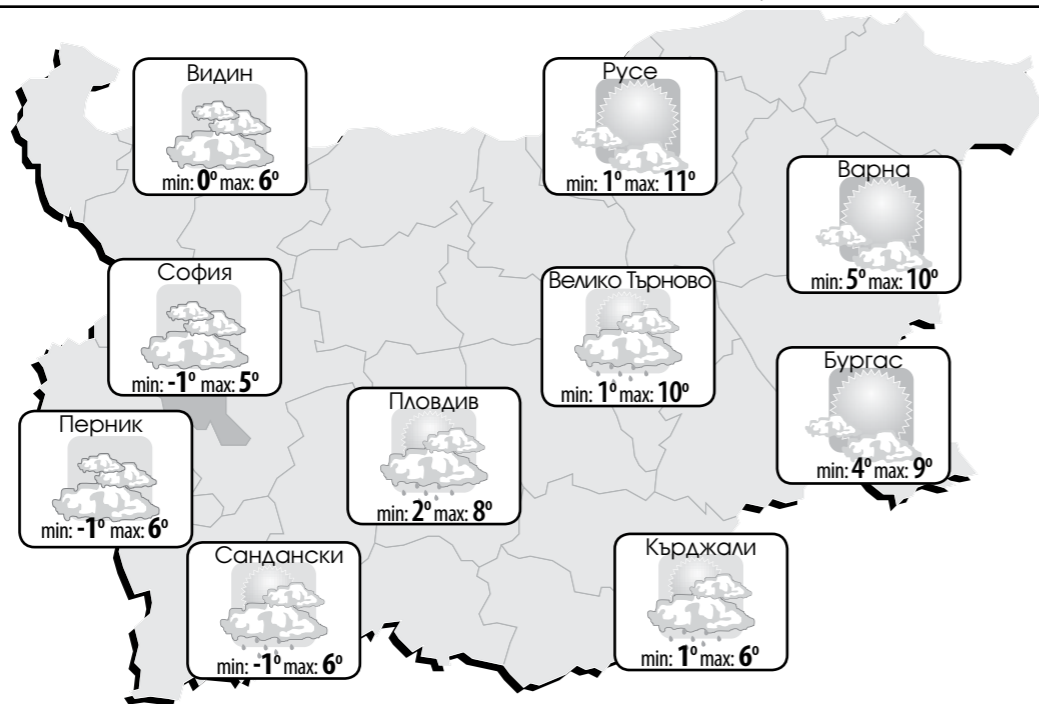 Видин
min: 0° max: 6°
Русе
min: 1° max: 11°
Варна
min: 5° max: 10°
София
min: -1° max: 5°
Велико Търново
min: 1° max: 10°
Бургас
min: 4° max: 9°
Пловдив
min: 2° max: 8°
Перник
min: -1° max: 6°
Сандански
min: -1° max: 6°
Кърджали
min: 1° max: 6°